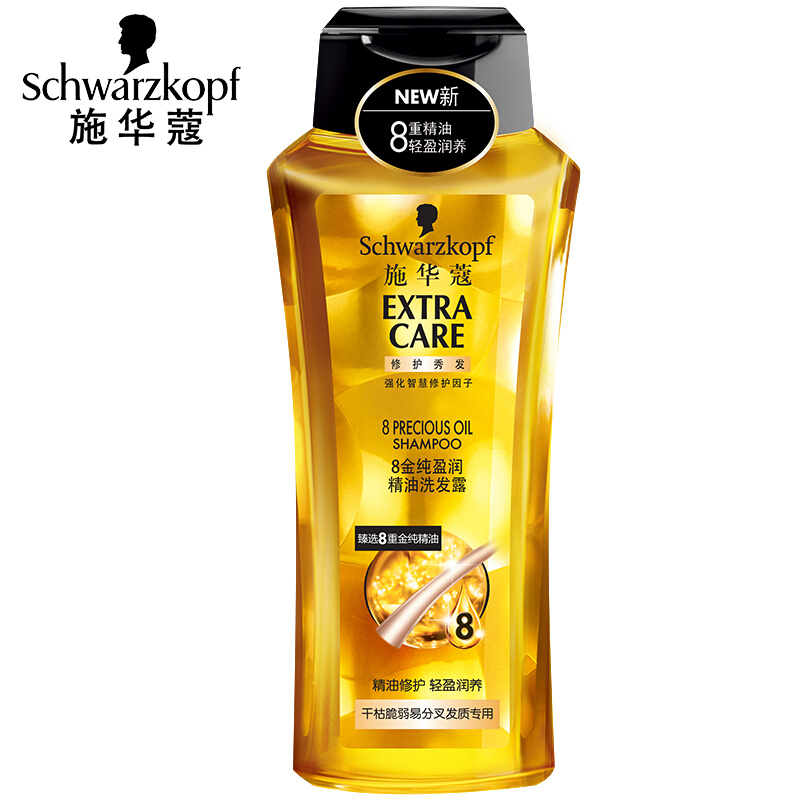 Schwarzkopf
施华蔻
NEW新
8重精油
轻盈润养
Schwarzkopf
施华蔻
EXTRA
CARE
修护秀发
强化智慧修护因子
8 PRECIOUS OIL
SHAMPOO
8金纯盈润
精油洗发露
臻选8重金纯精油
8
精油修护 轻盈润养
干枯脆弱易分叉发质专用